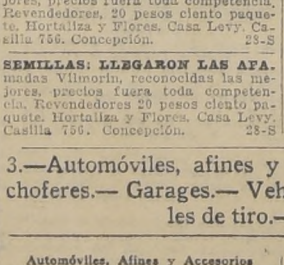 jores, precios fuera toda competencia.
Revendedores, 20 pesos ciento paque-
te. Hortaliza y Flores. Casa Levy. Ca-
silla 756. Concepción. 28-S
SEMILLAS: LLEGARON LAS AFA-
madas Vilmorin, reconocidas las me-
jores, precios fuera toda competen-
cia. Revendedores 20 pesos ciento pa-
quete. Hortaliza y Flores. Casa Levy.
Casilla 756. Concepción. 28-S
3.—Automóviles, afines y
choferes.— Garages.— Veh
les de tiro.—
Automóviles, Afines y Accesorios